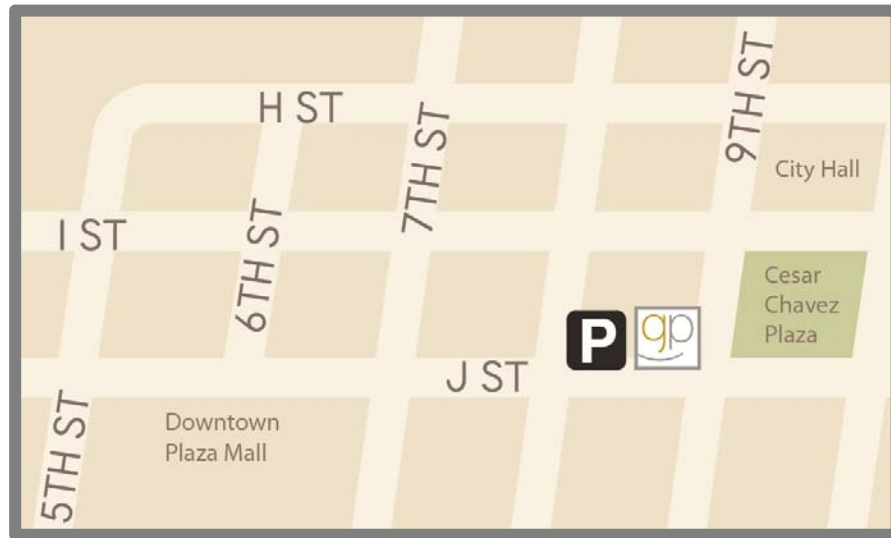 H ST
7TH ST
9TH ST
City Hall
I ST
6TH ST
Cesar
Chavez
Plaza
P
gp
J ST
5TH ST
Downtown
Plaza Mall